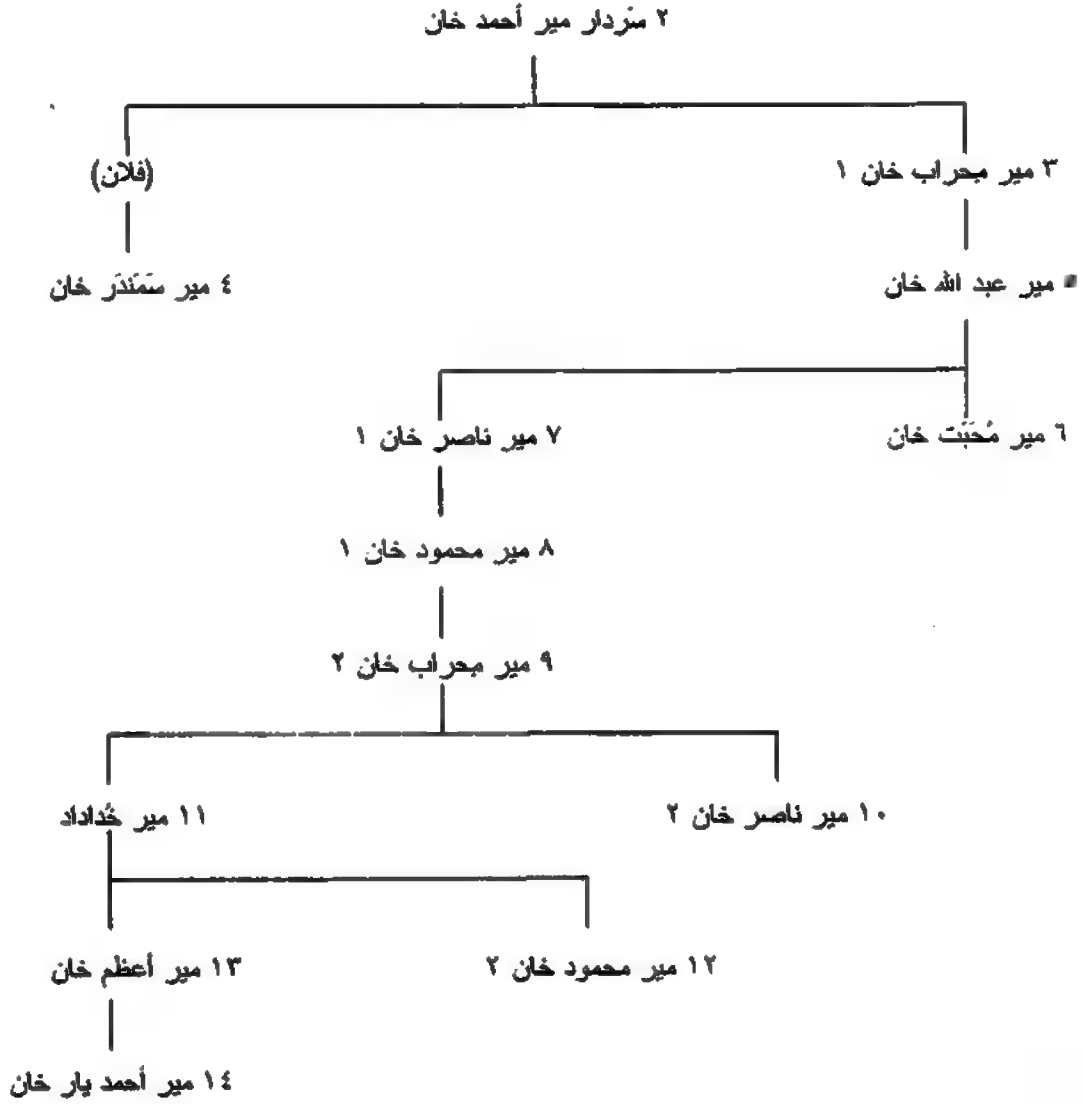 ٢ سَردار مير أحمد خان
٣ مير مِحراب خان ١
(فلان)
مير عبد الله خان
٤ مير سَمَندَر خان
٦ مير مُحَبَّت خان
٧ مير ناصر خان ١
٨ مير محمود خان ١
٩ مير مِحراب خان ٢
١٠ مير ناصر خان ٢
١١ مير خُداداد
١٢ مير محمود خان ٢
١٣ مير أعظم خان
١٤ مير أحمد يار خان